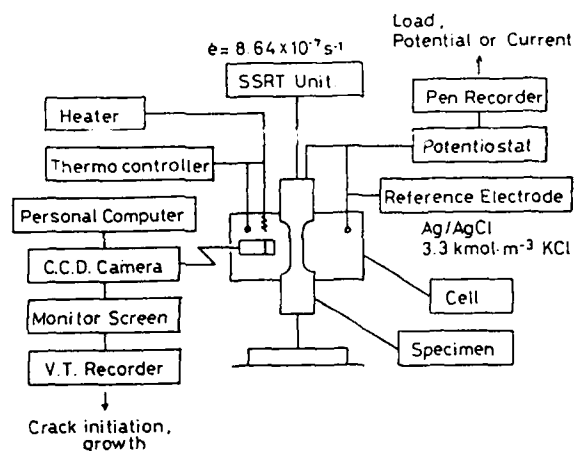 Load,
Potential or Current
ė = 8.64×10⁻⁷s⁻¹
SSRT Unit
Pen Recorder
Heater
Potentiostat
Thermo controller
Reference Electrode
Ag/AgCl
3.3 kmol·m⁻³ KCl
Personal Computer
C.C.D. Camera
Cell
Monitor Screen
Specimen
V.T. Recorder
Crack initiation,
growth